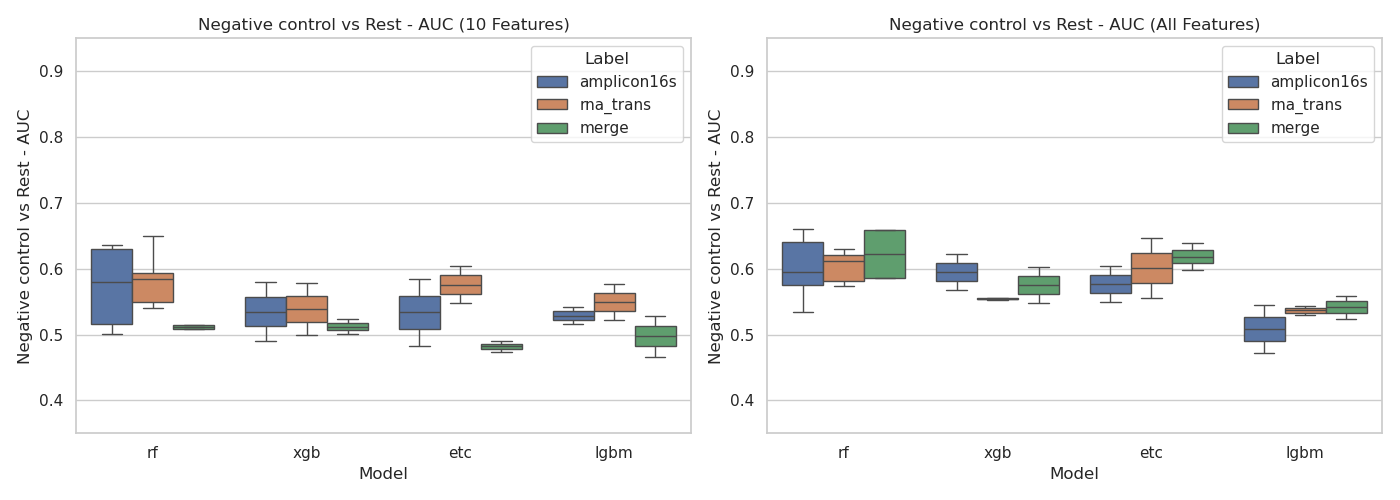 Negative control vs Rest - AUC (10 Features)
Negative control vs Rest - AUC
0.9
0.8
0.7
0.6
0.5
0.4
Label
amplicon16s
rna_trans
merge
rf
xgb
etc
lgbm
Model
Negative control vs Rest - AUC (All Features)
Negative control vs Rest - AUC
0.9
0.8
0.7
0.6
0.5
0.4
Label
amplicon16s
rna_trans
merge
rf
xgb
etc
lgbm
Model